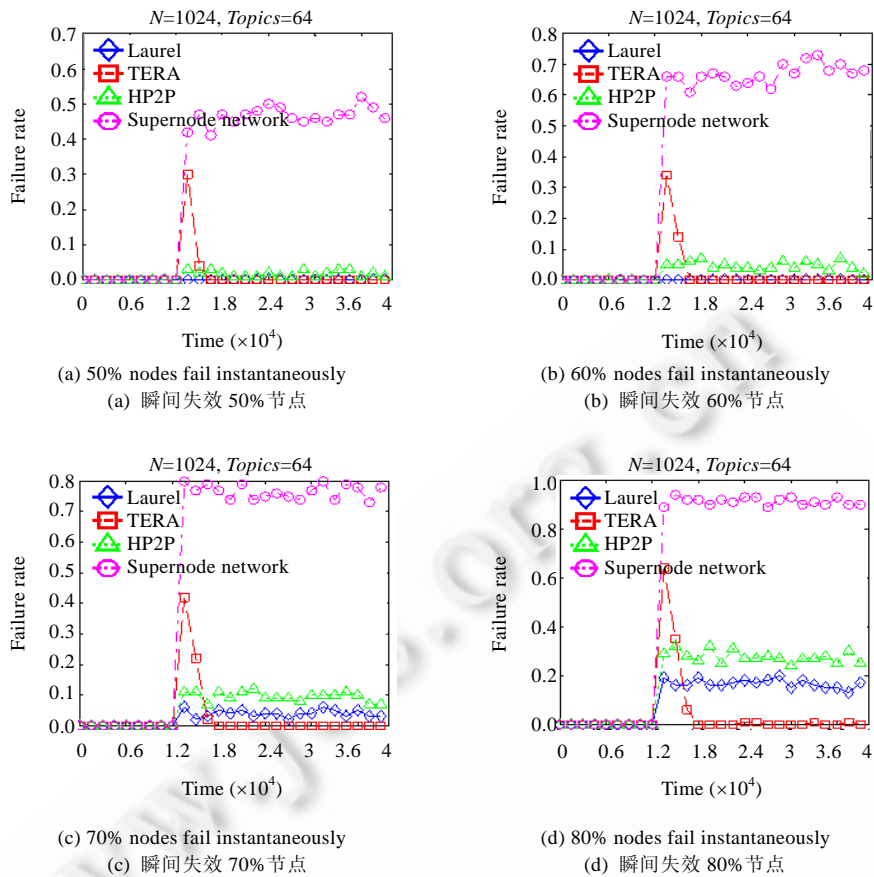 N=1024, Topics=64
Failure rate
0.7
0.6
0.5
0.4
0.3
0.2
0.1
0.0
Laurel
TERA
HP2P
Supernode network
0 0.6 1.2 1.8 2.4 3 3.6 4
Time (×10⁴)
(a) 50% nodes fail instantaneously
(a) 瞬间失效 50%节点
N=1024, Topics=64
Failure rate
0.8
0.7
0.6
0.5
0.4
0.3
0.2
0.1
0.0
Laurel
TERA
HP2P
Supernode network
0 0.6 1.2 1.8 2.4 3 3.6 4
Time (×10⁴)
(b) 60% nodes fail instantaneously
(b) 瞬间失效 60%节点
N=1024, Topics=64
Failure rate
0.8
0.7
0.6
0.5
0.4
0.3
0.2
0.1
0.0
Laurel
TERA
HP2P
Supernode network
0 0.6 1.2 1.8 2.4 3 3.6 4
Time (×10⁴)
(c) 70% nodes fail instantaneously
(c) 瞬间失效 70%节点
N=1024, Topics=64
Failure rate
1.0
0.8
0.6
0.4
0.2
0.0
Laurel
TERA
HP2P
Supernode network
0 0.6 1.2 1.8 2.4 3 3.6 4
Time (×10⁴)
(d) 80% nodes fail instantaneously
(d) 瞬间失效 80%节点